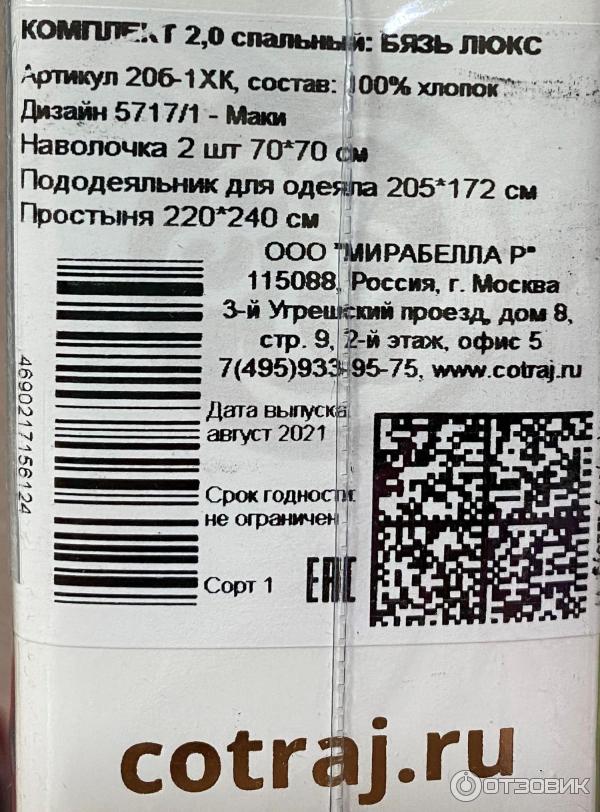 КОМПЛЕКТ 2,0 спальный: БЯЗЬ ЛЮКС
Артикул 206-1ХК, состав: 100% хлопок
Дизайн 5717/1 - Маки
Наволочка 2 шт 70*70 см
Пододеяльник для одеяла 205*172 см
Простыня 220*240 см
ООО "МИРАБЕЛЛА Р"
115088, Россия, г. Москва
3-й Угрешский проезд, дом 8,
стр. 9, 2-й этаж, офис 5
7(495)933-95-75, www.cotraj.ru
4690217156124
Дата выпуска
август 2021
Срок годности
не ограничен
Сорт 1
ЕАС
cotraj.ru
ОТЗОВИК